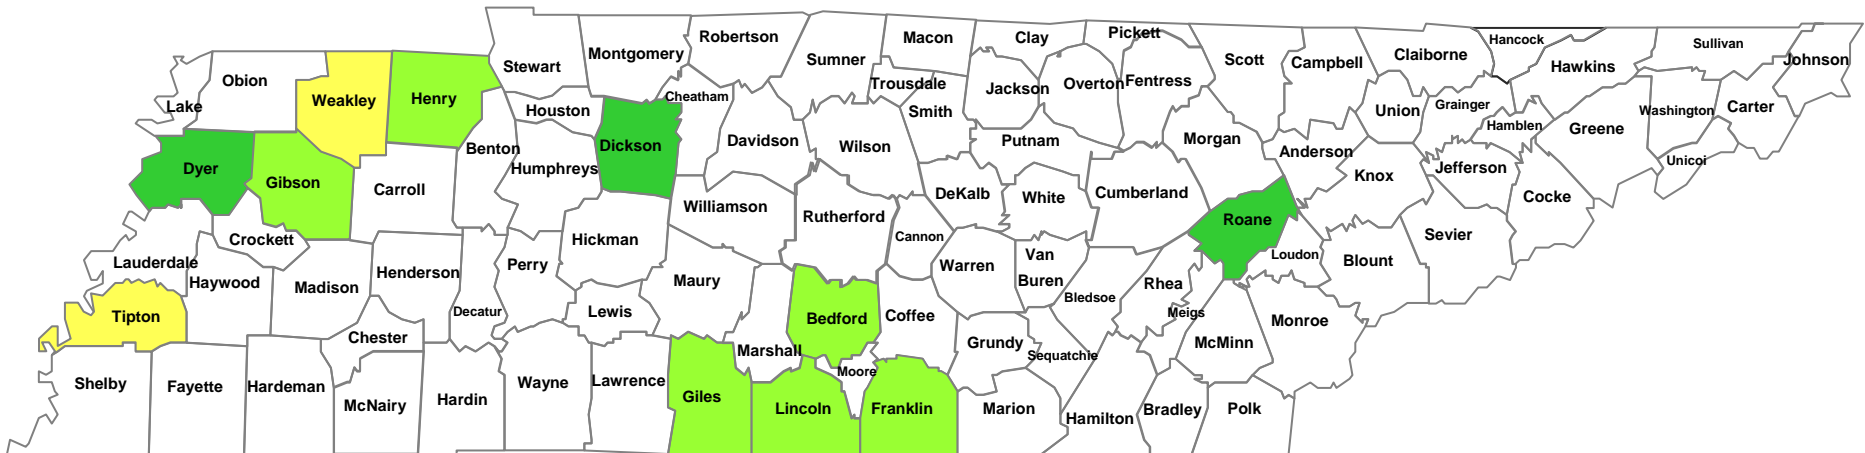 Pickett
Robertson
Macon
Clay
Hancock
Sullivan
Montgomery
Sumner
Scott
Campbell
Claiborne
Hawkins
Johnson
Stewart
Obion
Weakley
Henry
Trousdale
Jackson
Overton
Fentress
Lake
Houston
Cheatham
Smith
Union
Grainger
Washington
Carter
Dyer
Gibson
Carroll
Benton
Humphreys
Dickson
Davidson
Wilson
Putnam
Morgan
Anderson
Knox
Hamblen
Jefferson
Greene
Unicoi
Crockett
Williamson
Rutherford
DeKalb
White
Cumberland
Roane
Cocke
Lauderdale
Haywood
Madison
Henderson
Perry
Hickman
Maury
Cannon
Warren
Van
Buren
Bledsoe
Rhea
Loudon
Blount
Sevier
Tipton
Decatur
Lewis
Bedford
Coffee
Meigs
Monroe
Chester
Marshall
Moore
Grundy
Sequatchie
McMinn
Shelby
Fayette
Hardeman
McNairy
Hardin
Wayne
Lawrence
Giles
Lincoln
Franklin
Marion
Hamilton
Bradley
Polk